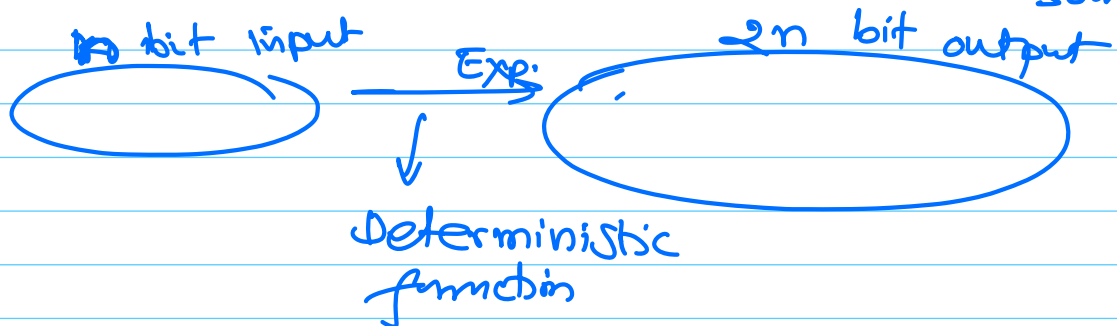 n bit input
Exp.
2n bit output
Deterministic
function